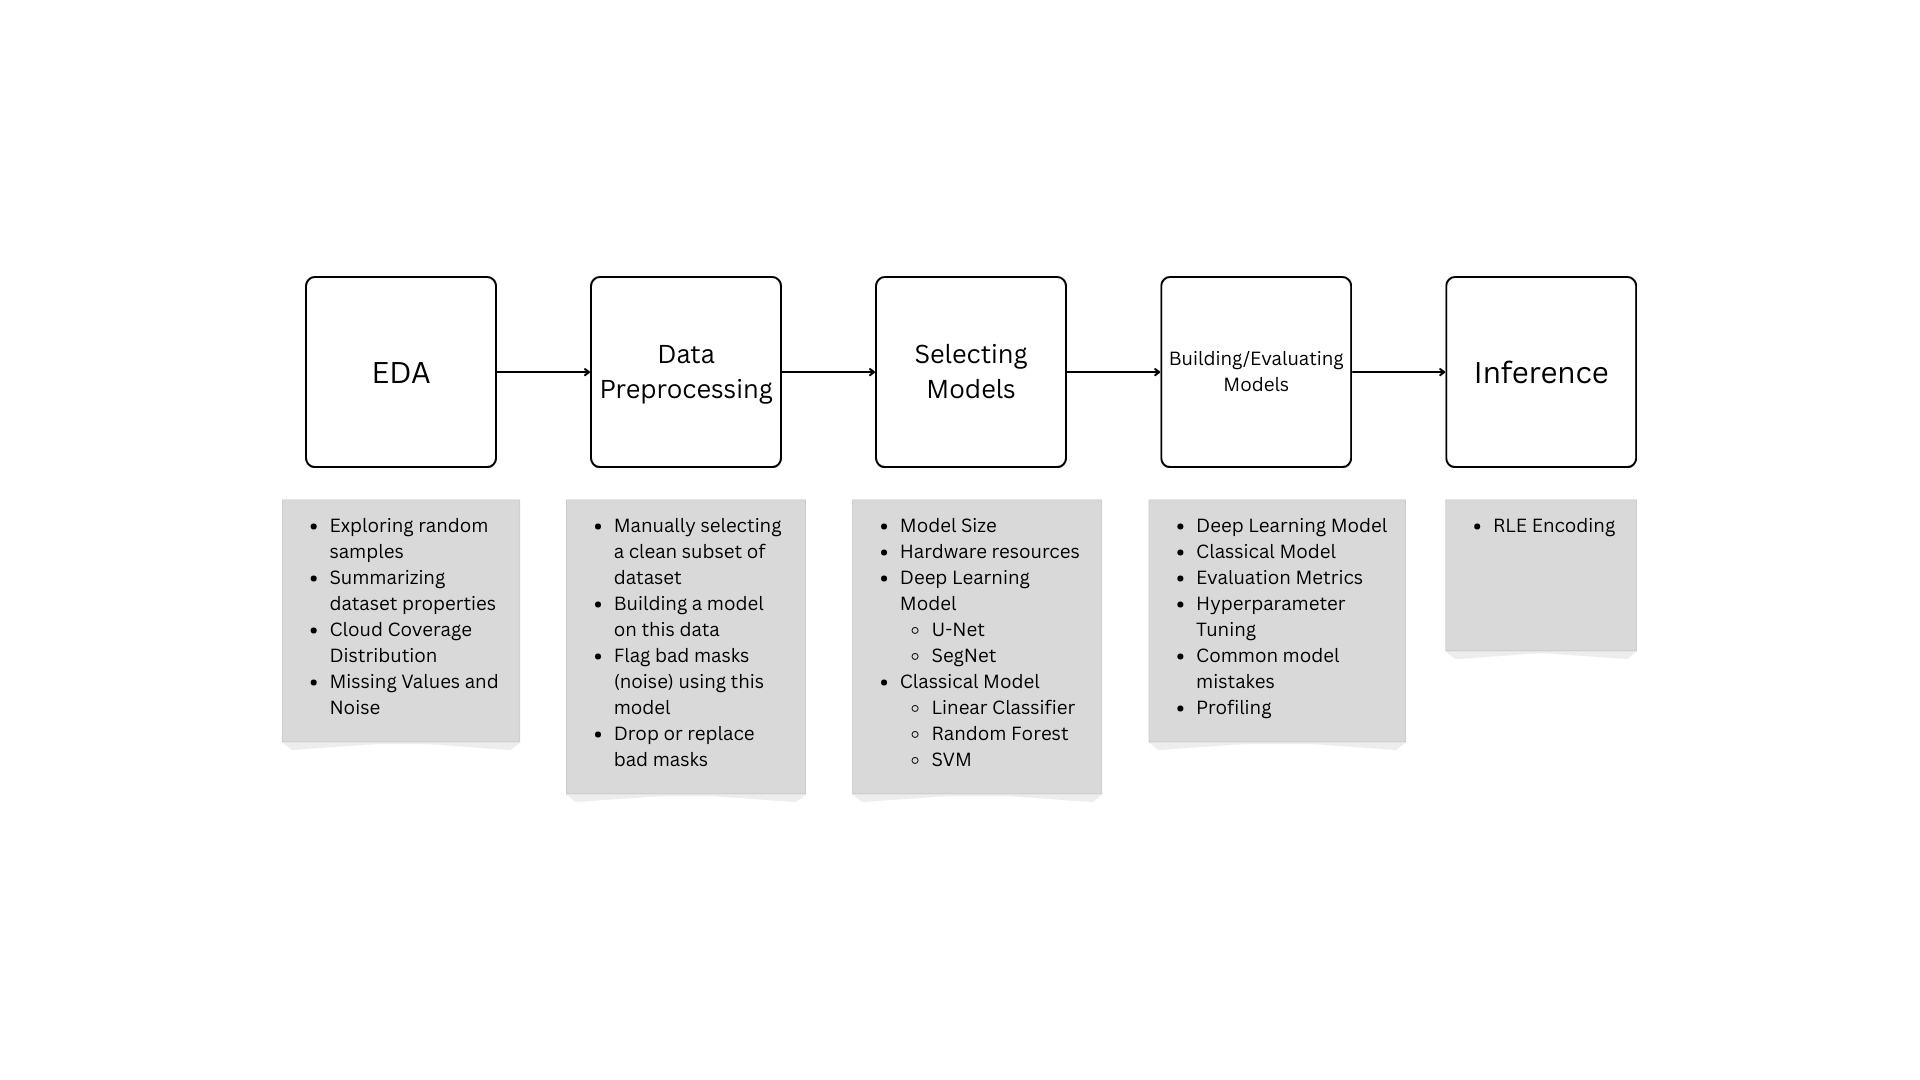 EDA
Data
Preprocessing
Selecting
Models
Building/Evaluating
Models
Inference
• Exploring random
samples
• Summarizing
dataset properties
• Cloud Coverage
Distribution
• Missing Values and
Noise
• Manually selecting
a clean subset of
dataset
• Building a model
on this data
• Flag bad masks
(noise) using this
model
• Drop or replace
bad masks
• Model Size
• Hardware resources
• Deep Learning
Model
◦ U-Net
◦ SegNet
• Classical Model
◦ Linear Classifier
◦ Random Forest
◦ SVM
• Deep Learning Model
• Classical Model
• Evaluation Metrics
• Hyperparameter
Tuning
• Common model
mistakes
• Profiling
• RLE Encoding